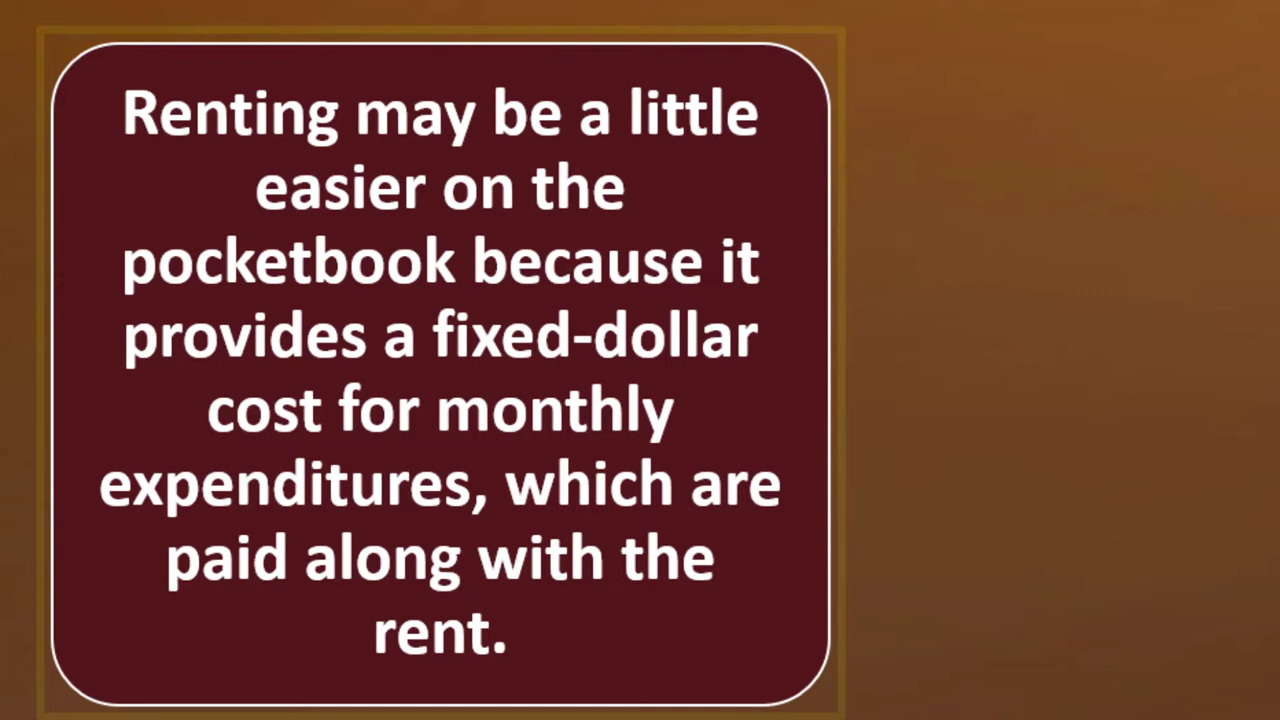 Renting may be a little
easier on the
pocketbook because it
provides a fixed-dollar
cost for monthly
expenditures, which are
paid along with the
rent.